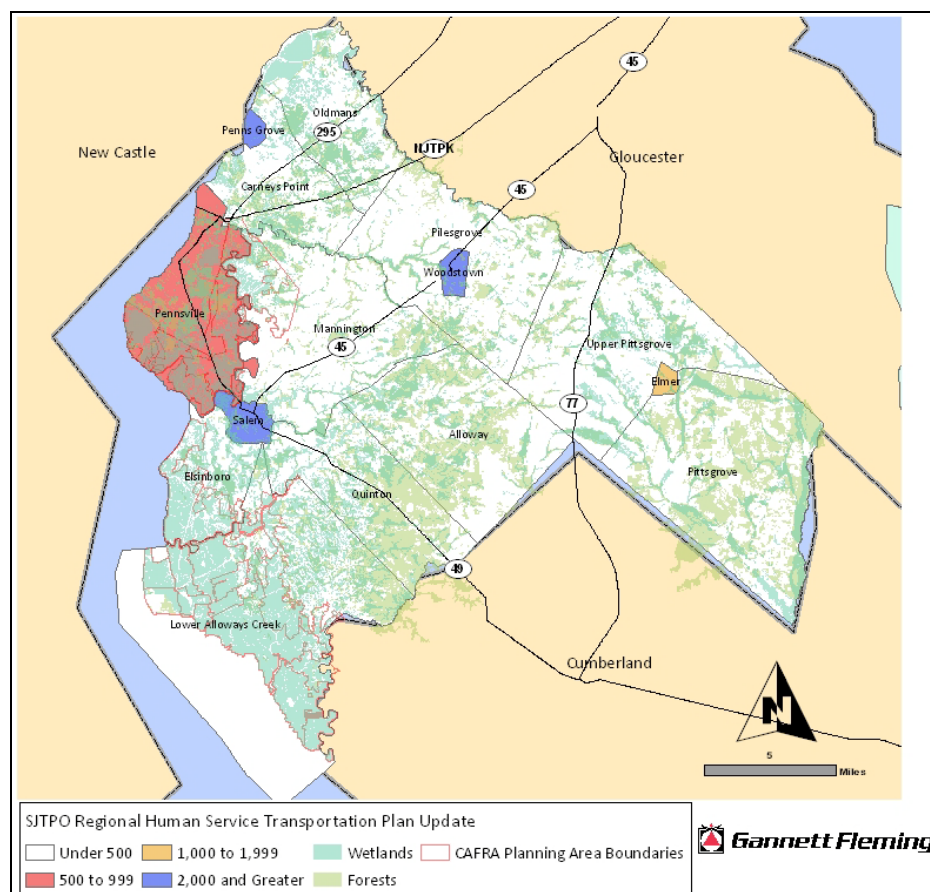 45
Oldmans
Penns Grove
295
New Castle
NJTPK
Gloucester
Carneys Point
45
Pilesgrove
Woodstown
Pennsville
Mannington
45
Upper Pittsgrove
Elmer
77
Salem
Alloway
Pittsgrove
Elsinboro
Quinton
49
Lower Alloways Creek
Cumberland
N
5
Miles
SJTPO Regional Human Service Transportation Plan Update
Under 500
1,000 to 1,999
Wetlands
CAFRA Planning Area Boundaries
500 to 999
2,000 and Greater
Forests
Gannett Fleming